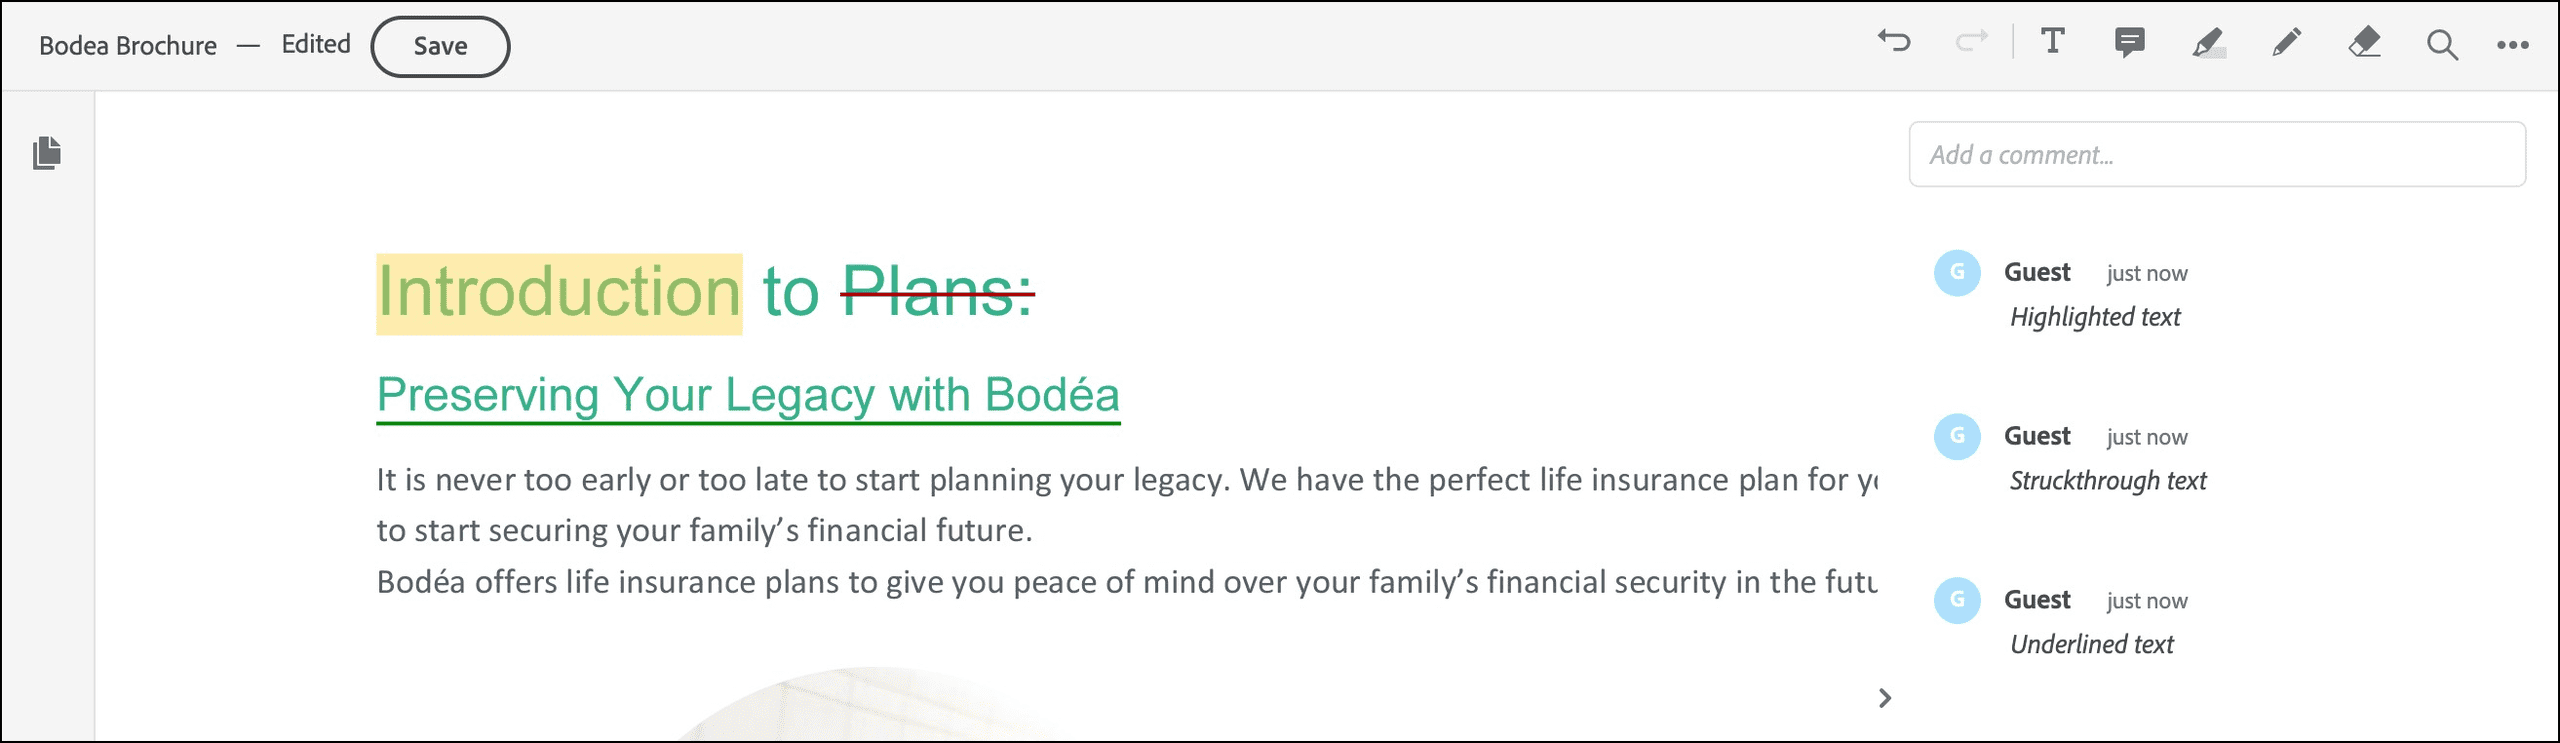 Bodea Brochure — Edited Save
T
Add a comment...
Introduction to Plans:
Preserving Your Legacy with Bodéa
It is never too early or too late to start planning your legacy. We have the perfect life insurance plan for
to start securing your family’s financial future.
Bodéa offers life insurance plans to give you peace of mind over your family’s financial security in the
G Guest just now
Highlighted text
G Guest just now
Struckthrough text
G Guest just now
Underlined text